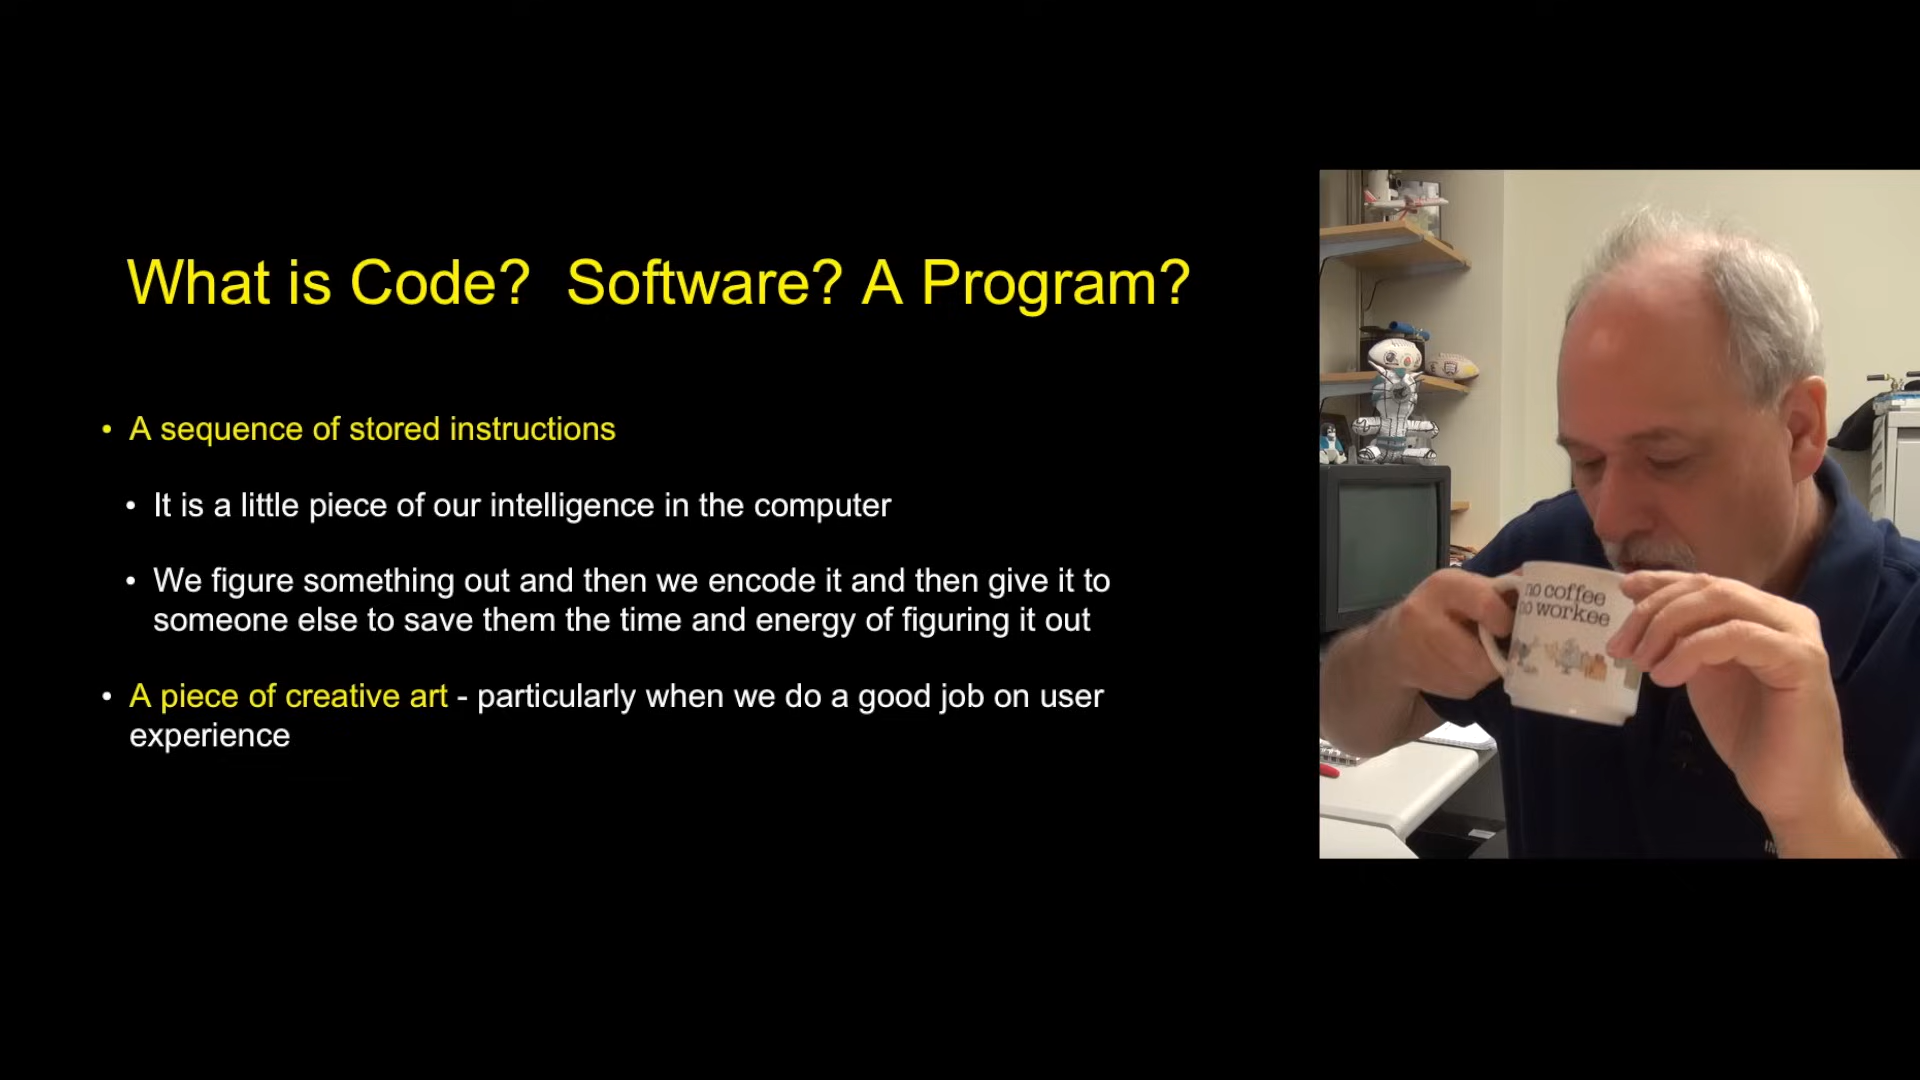 What is Code?  Software? A Program?
• A sequence of stored instructions
• It is a little piece of our intelligence in the computer
• We figure something out and then we encode it and then give it to
someone else to save them the time and energy of figuring it out
• A piece of creative art - particularly when we do a good job on user
experience
no coffee
no workee